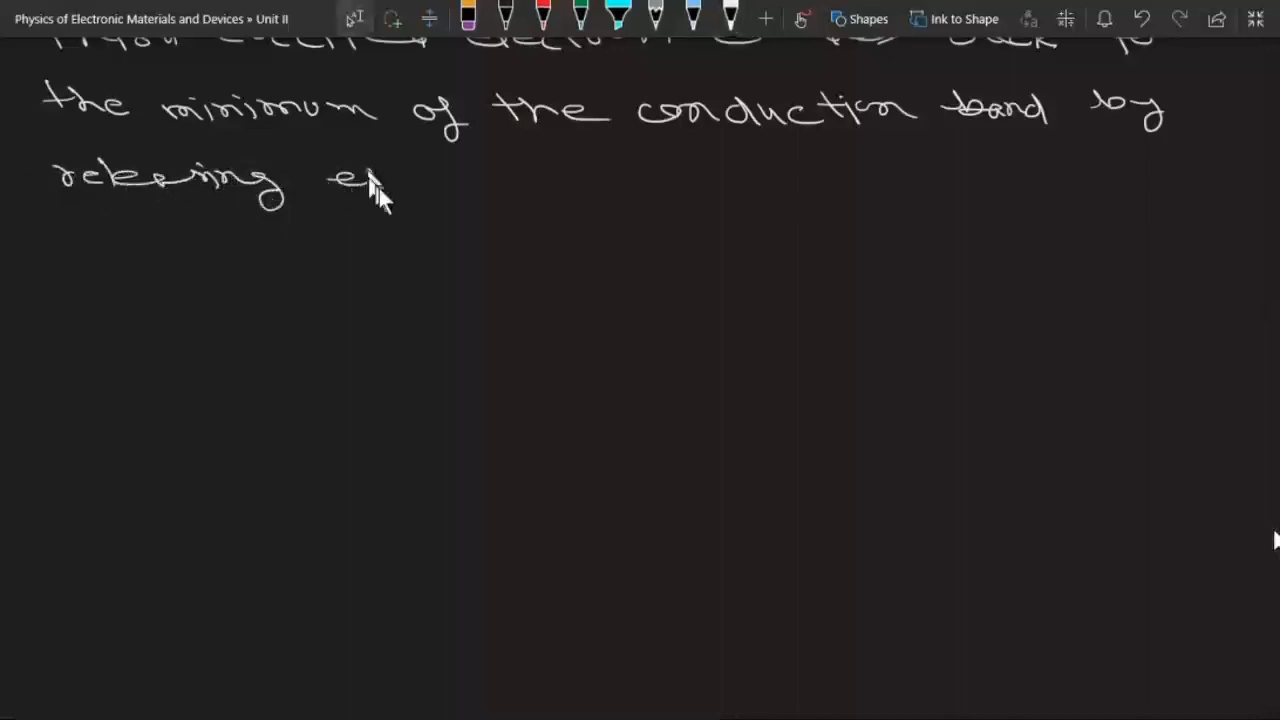 Physics of Electronic Materials and Devices » Unit II
Shapes
Ink to Shape
the minimum of the conduction band by
releasing e